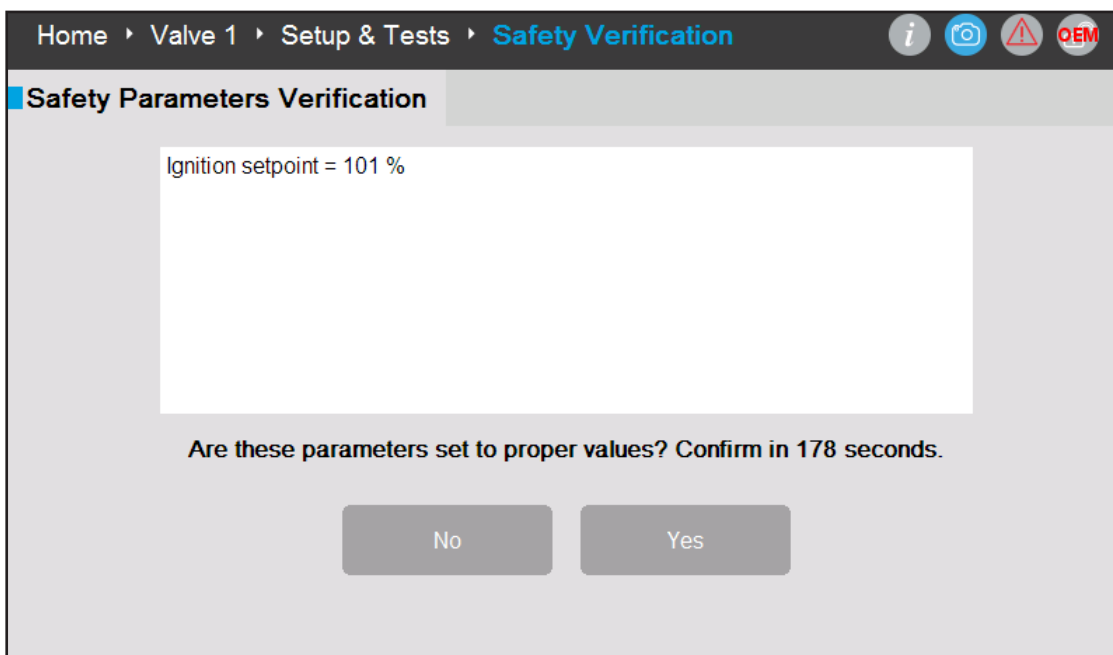 Home ‣ Valve 1 ‣ Setup & Tests ‣ Safety Verification i OEM
Safety Parameters Verification
Ignition setpoint = 101 %
Are these parameters set to proper values? Confirm in 178 seconds.
No Yes